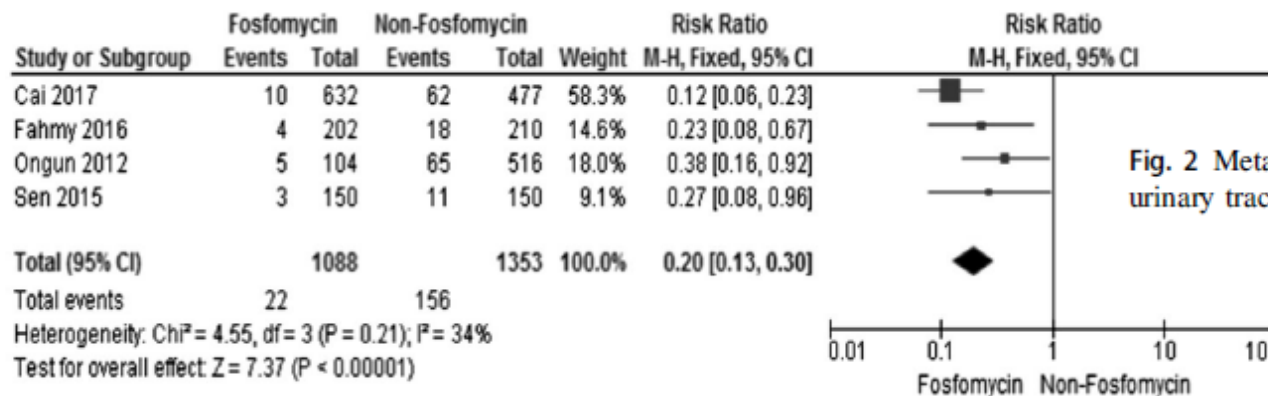 Fosfomycin Non-Fosfomycin Risk Ratio Risk Ratio
Study or Subgroup Events Total Events Total Weight M-H, Fixed, 95% CI M-H, Fixed, 95% CI
Cai 2017 10 632 62 477 58.3% 0.12 [0.06, 0.23]
Fahmy 2016 4 202 18 210 14.6% 0.23 [0.08, 0.67]
Ongun 2012 5 104 65 516 18.0% 0.38 [0.16, 0.92]
Sen 2015 3 150 11 150 9.1% 0.27 [0.08, 0.96]
Fig. 2 Meta
urinary trac
Total (95% CI) 1088 1353 100.0% 0.20 [0.13, 0.30]
Total events 22 156
Heterogeneity: Chi² = 4.55, df = 3 (P = 0.21); I² = 34%
Test for overall effect: Z = 7.37 (P < 0.00001)
0.01 0.1 1 10 10
Fosfomycin Non-Fosfomycin